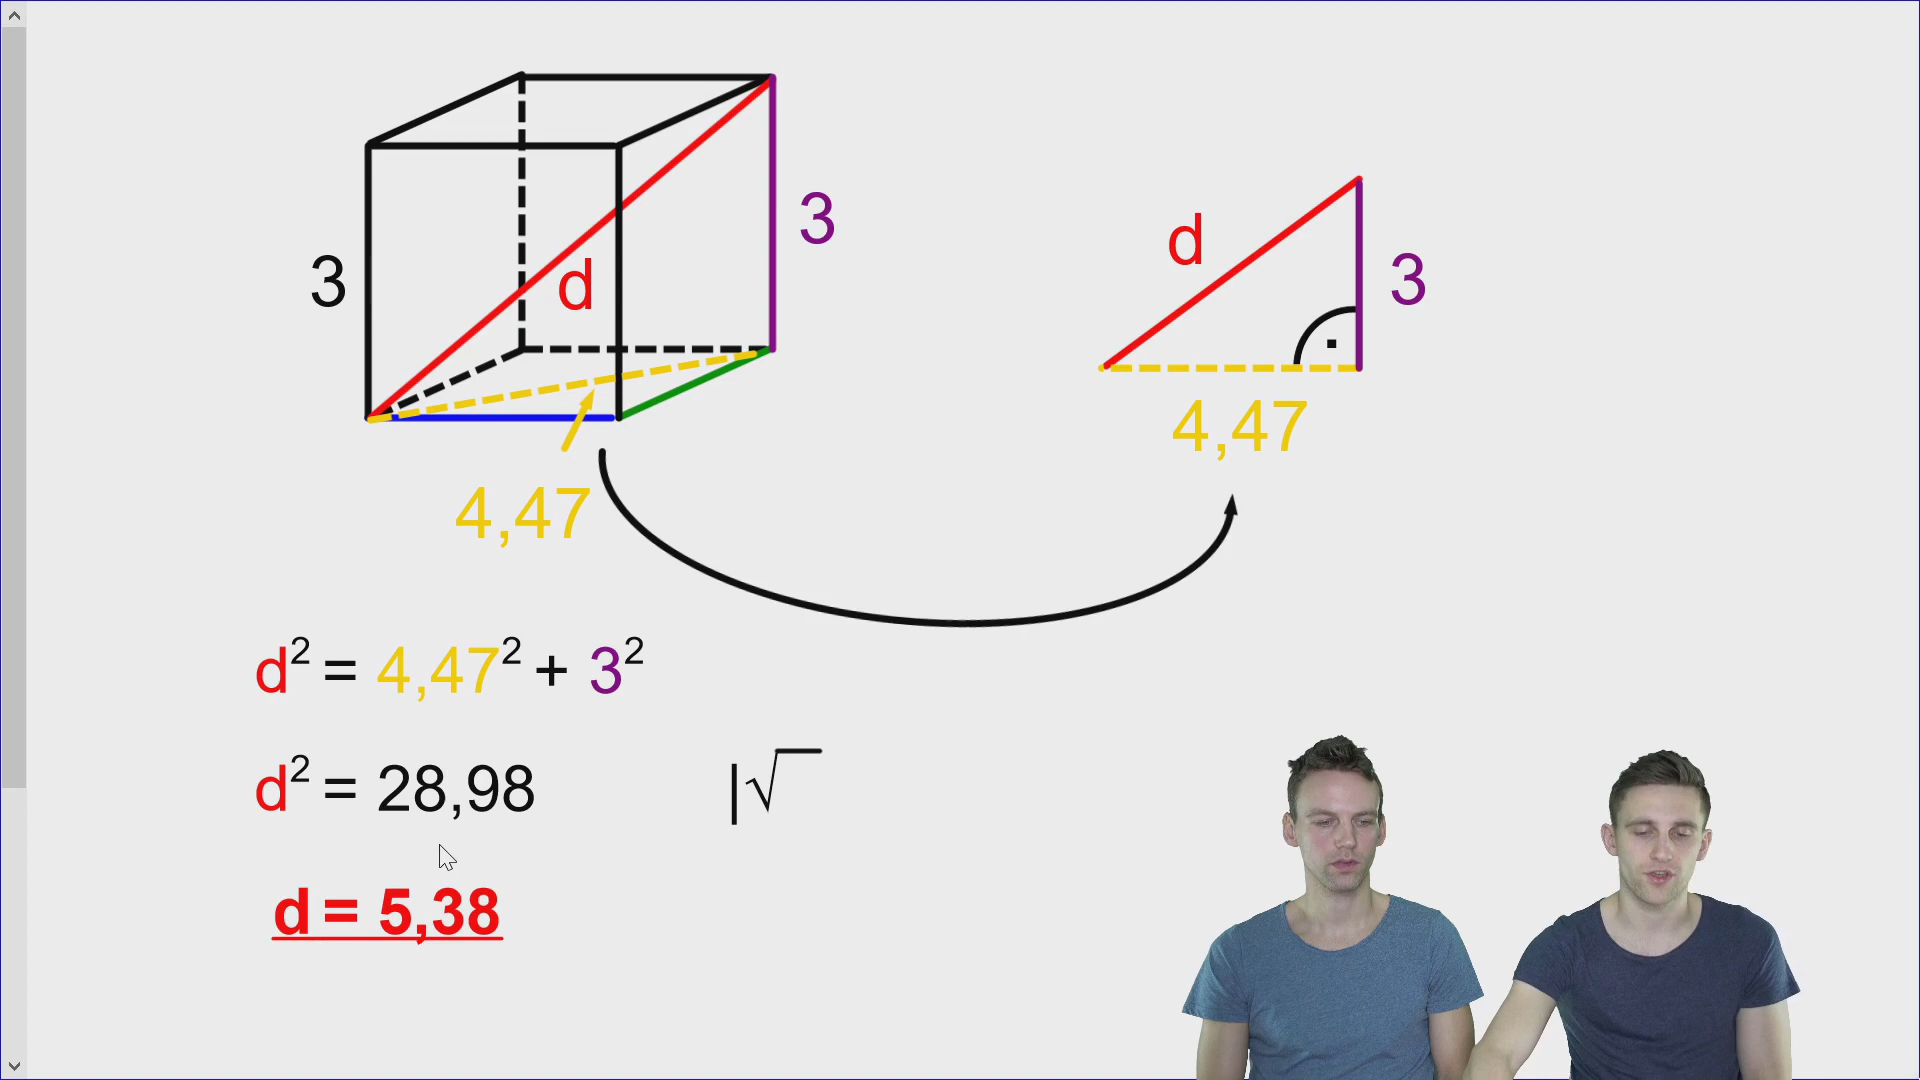 3
d
3
4,47
d
3
4,47
d² = 4,47² + 3²
d² = 28,98 |√
d = 5,38